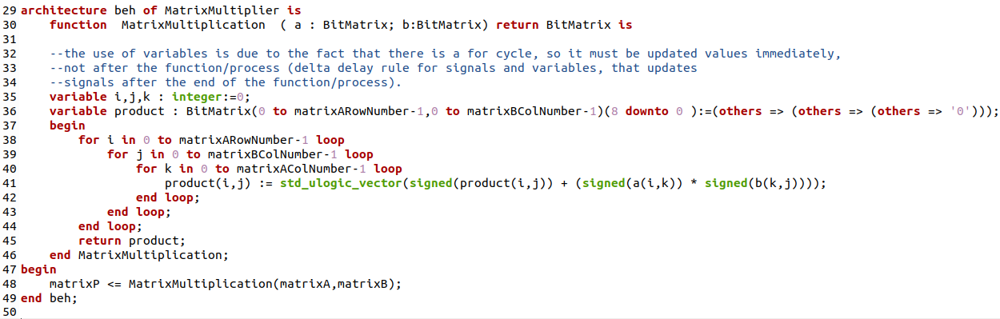 29 architecture beh of MatrixMultiplier is
30     function  MatrixMultiplication  ( a : BitMatrix; b:BitMatrix) return BitMatrix is
31
32     --the use of variables is due to the fact that there is a for cycle, so it must be updated values immediately,
33     --not after the function/process (delta delay rule for signals and variables, that updates
34     --signals after the end of the function/process).
35     variable i,j,k : integer:=0;
36     variable product : BitMatrix(0 to matrixARowNumber-1,0 to matrixBColNumber-1)(8 downto 0 ):=(others => (others => (others => '0')));
37     begin
38         for i in 0 to matrixARowNumber-1 loop
39             for j in 0 to matrixBColNumber-1 loop
40                 for k in 0 to matrixAColNumber-1 loop
41                     product(i,j) := std_ulogic_vector(signed(product(i,j)) + (signed(a(i,k)) * signed(b(k,j))));
42                 end loop;
43             end loop;
44         end loop;
45         return product;
46     end MatrixMultiplication;
47 begin
48     matrixP <= MatrixMultiplication(matrixA,matrixB);
49 end beh;
50